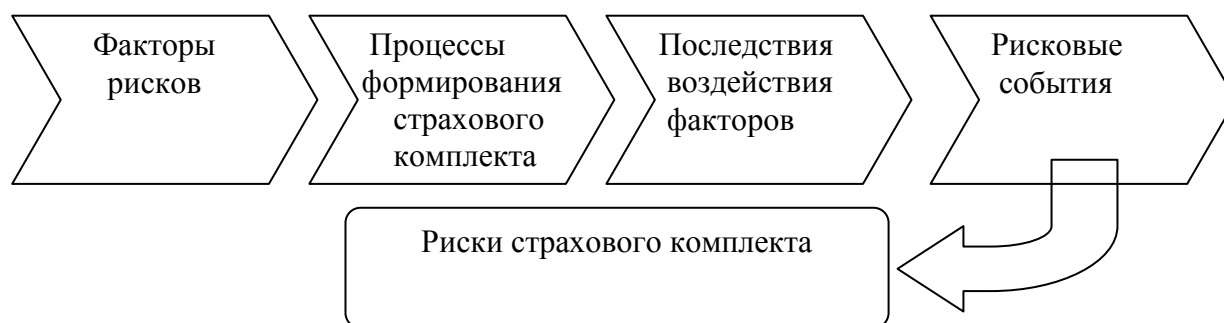 Факторы
рисков
Процессы
формирования
страхового
комплекта
Последствия
воздействия
факторов
Рисковые
события
Риски страхового комплекта